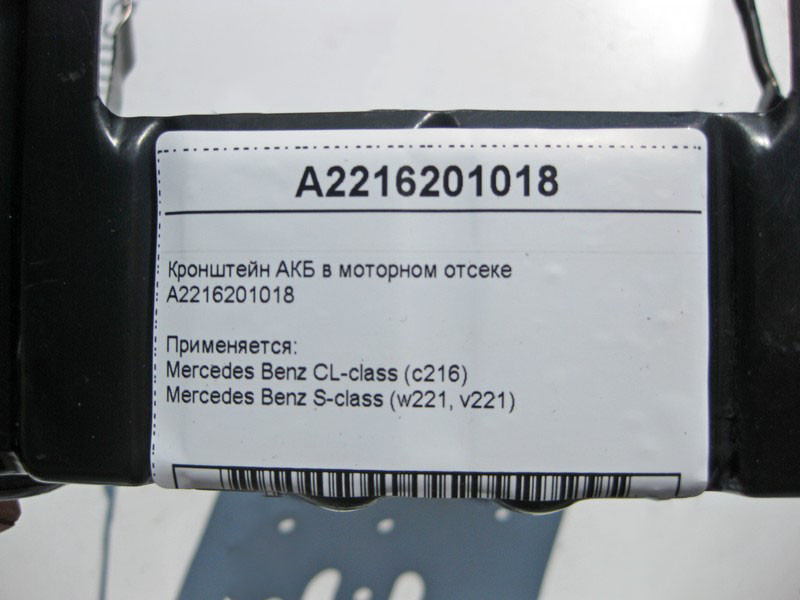 A2216201018
Кронштейн АКБ в моторном отсеке
A2216201018
Применяется:
Mercedes Benz CL-class (c216)
Mercedes Benz S-class (w221, v221)